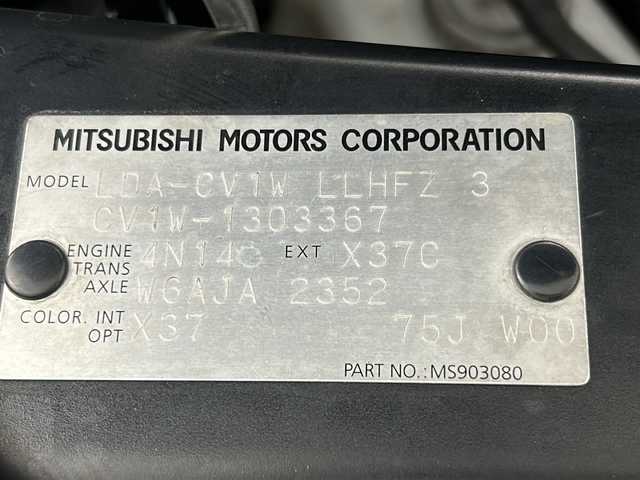 MITSUBISHI MOTORS CORPORATION
MODEL LDA-CV1W LLHFZ 3
CV1W-1303367
ENGINE 4N14 EXT X37C
TRANS
AXLE W6AJA 2352
COLOR. INT X37 75J W00
OPT
PART NO.:MS903080